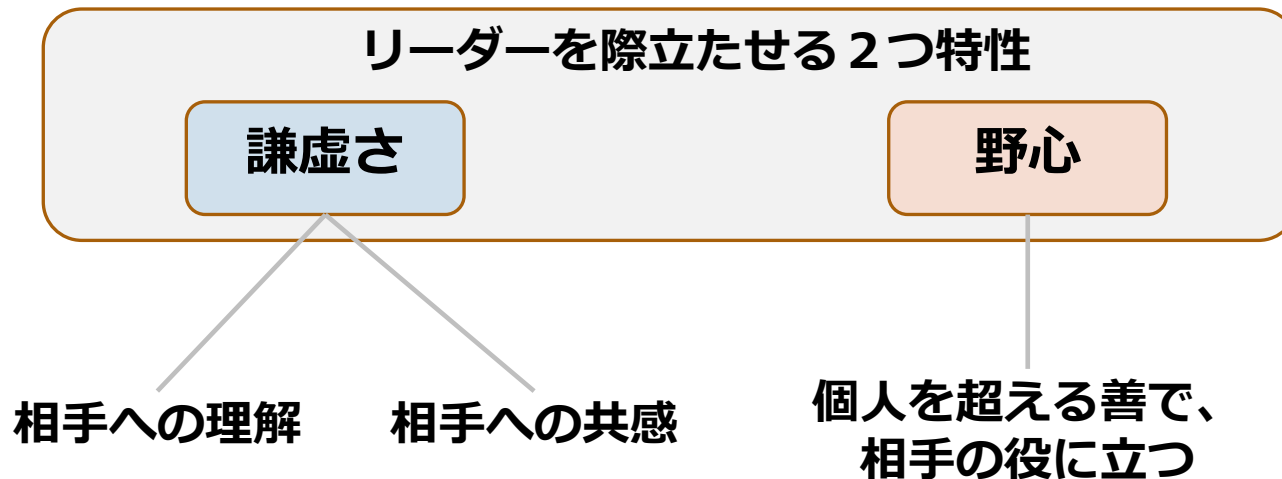 リーダーを際立たせる２つ特性
謙虚さ
野心
相手への理解
相手への共感
個人を超える善で、
相手の役に立つ